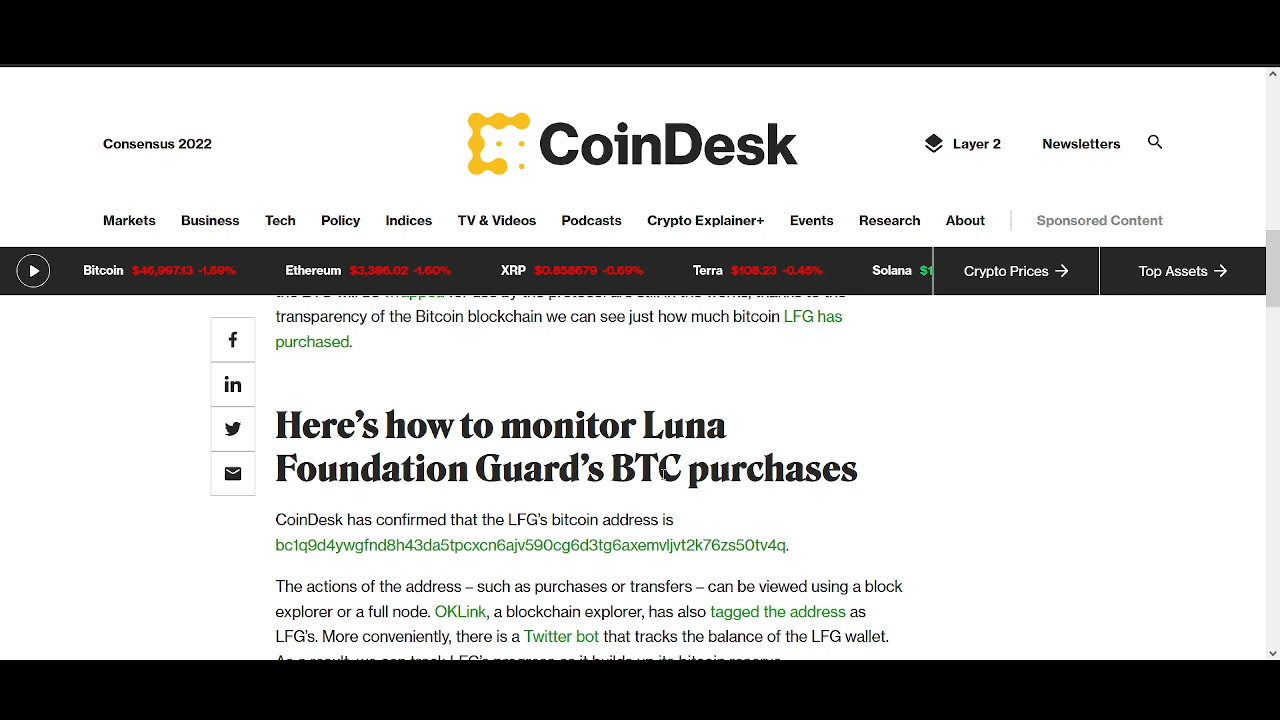 Consensus 2022
CoinDesk
Layer 2
Newsletters
Markets Business Tech Policy Indices TV & Videos Podcasts Crypto Explainer+ Events Research About Sponsored Content
Bitcoin $46,997.13 -1.59% Ethereum $3,386.02 -1.60% XRP $0.858679 -0.69% Terra $108.23 -0.45% Solana $1 Crypto Prices → Top Assets →
transparency of the Bitcoin blockchain we can see just how much bitcoin LFG has
purchased.
Here's how to monitor Luna
Foundation Guard's BTC purchases
CoinDesk has confirmed that the LFG's bitcoin address is
bc1q9d4ywgfnd8h43da5tpcxcn6ajv590cg6d3tg6axemvljvt2k76zs50tv4q.
The actions of the address – such as purchases or transfers – can be viewed using a block
explorer or a full node. OKLink, a blockchain explorer, has also tagged the address as
LFG's. More conveniently, there is a Twitter bot that tracks the balance of the LFG wallet.